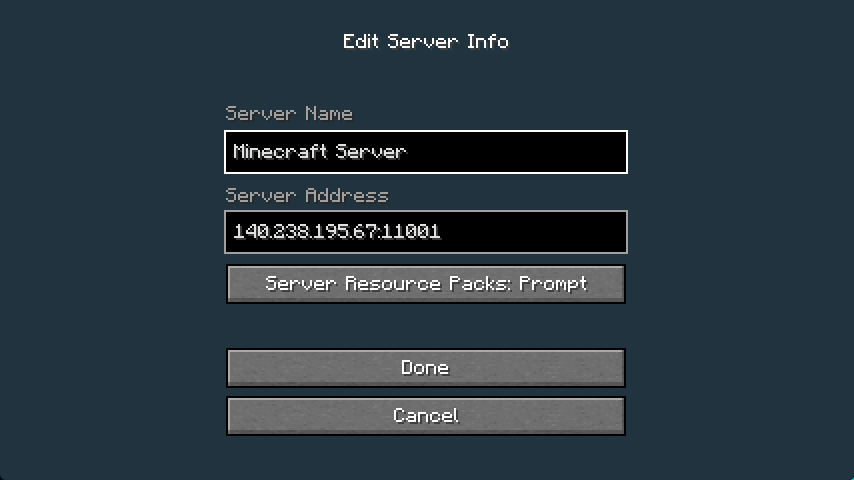 Edit Server Info
Server Name
Minecraft Server
Server Address
140.238.195.67:11001
Server Resource Packs: Prompt
Done
Cancel